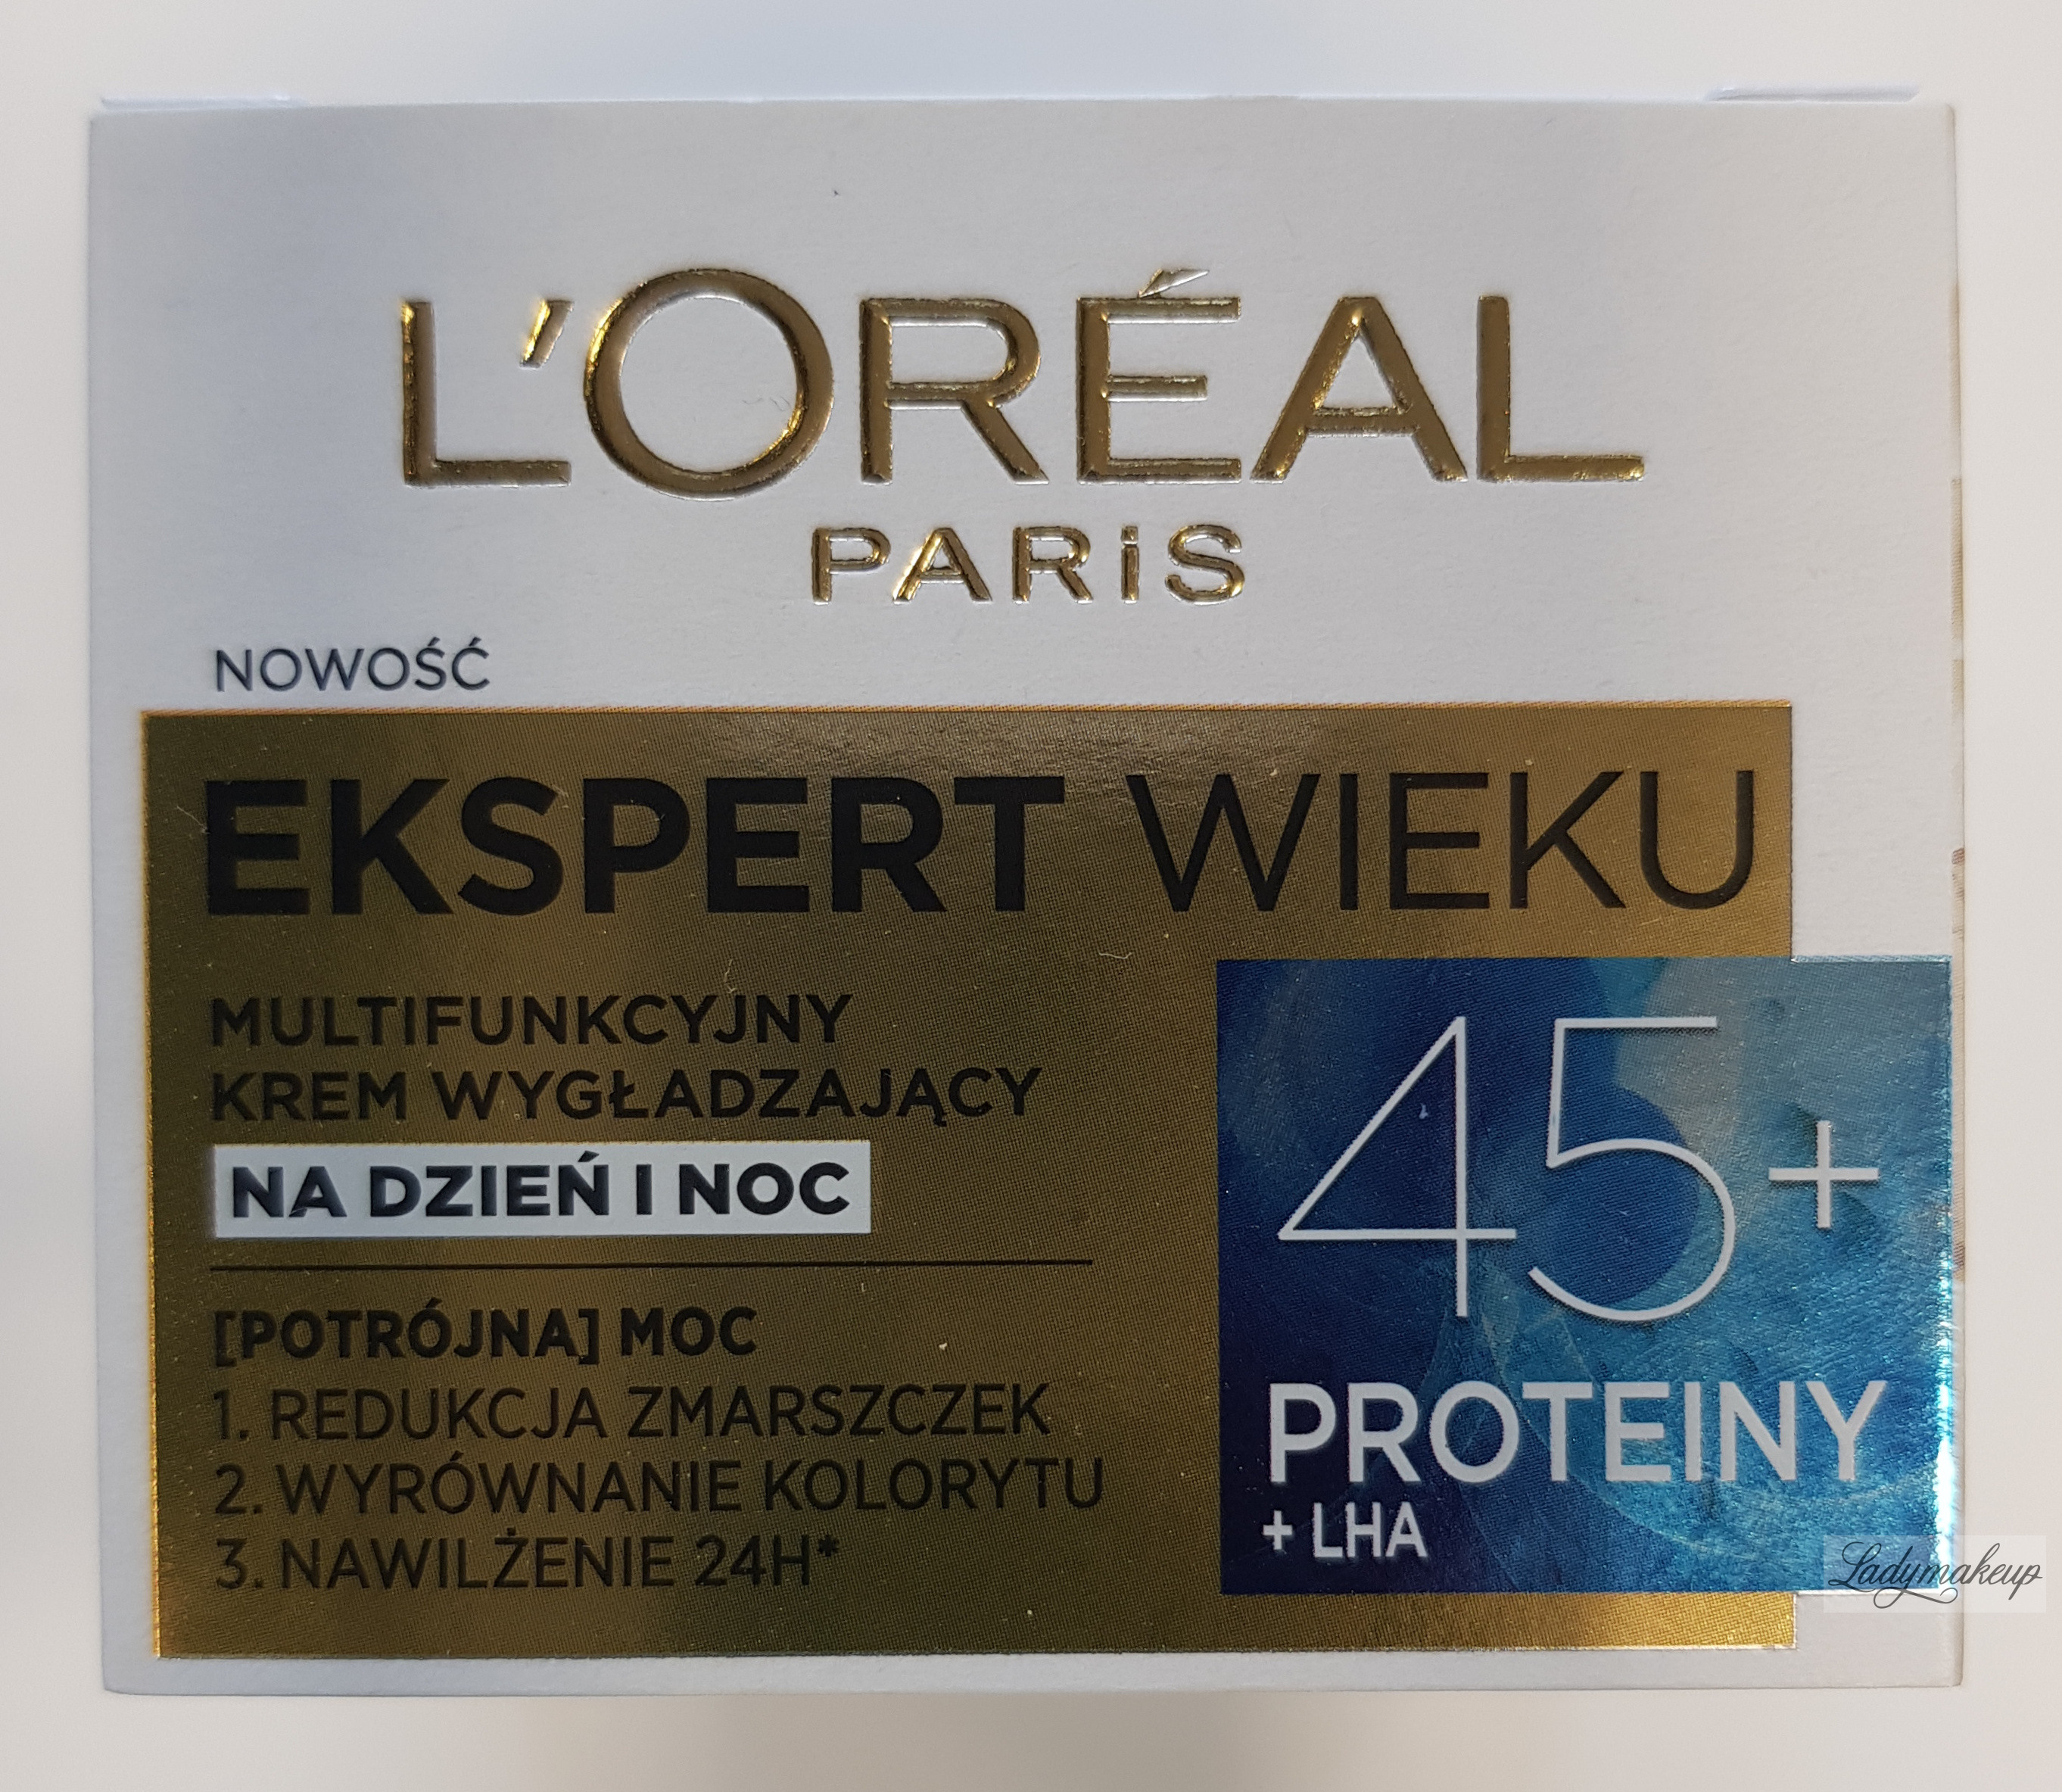 L'ORÉAL
PARiS
NOWOŚĆ
EKSPERT WIEKU
MULTIFUNKCYJNY
KREM WYGŁADZAJĄCY
NA DZIEŃ I NOC
[POTRÓJNA] MOC
1. REDUKCJA ZMARSZCZEK
2. WYRÓWNANIE KOLORYTU
3. NAWILŻENIE 24H*
45+
PROTEINY
+ LHA
Ladymakeup